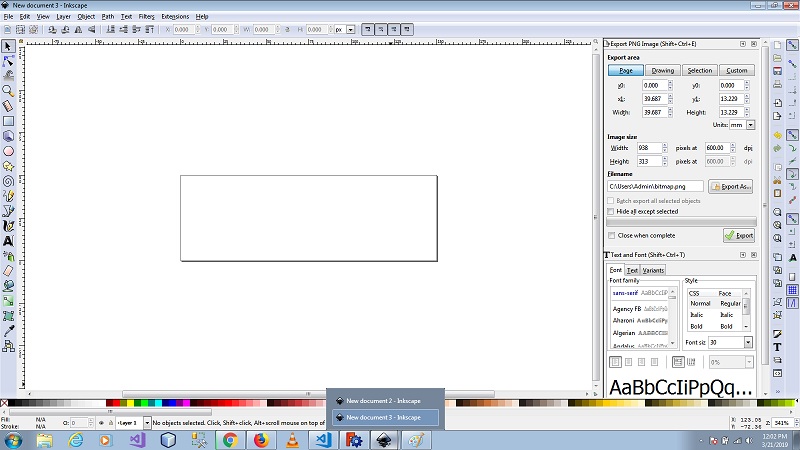 New document 3 - Inkscape
File Edit View Layer Object Path Text Filters Extensions Help
X: 0.000 Y: 0.000 W: 0.000 H: 0.000 px
Export PNG Image (Shift+Ctrl+E)
Export area
Page Drawing Selection Custom
x0: 0.000 y0: 0.000
x1: 39.687 y1: 13.229
Width: 39.687 Height: 13.229
Units: mm
Image size
Width: 938 pixels at 600.00 dpi
Height: 313 pixels at 600.00 dpi
Filename
C:\Users\Admin\bitmap.png Export As...
Batch export all selected objects
Hide all except selected
Close when complete Export
Text and Font (Shift+Ctrl+T)
Font Text Variants
Font family Style
sans-serif AaBbCcIiP
CSS Face
Normal Regular
Agency FB AaBbCcIiPp
Italic Italic
Aharoni AaBbCcIiPp
Bold Bold
Algerian AABBCCII
Andalus
Font siz 30
0%
AaBbCcIiPpQq...
New document 2 - Inkscape
New document 3 - Inkscape
Fill: N/A
Stroke: N/A
O: 0
Layer 1
No objects selected. Click, Shift+click, Alt+scroll mouse on top of
X: 123.05
Y: -72.36
Z: 341%
12:02 PM
3/21/2019